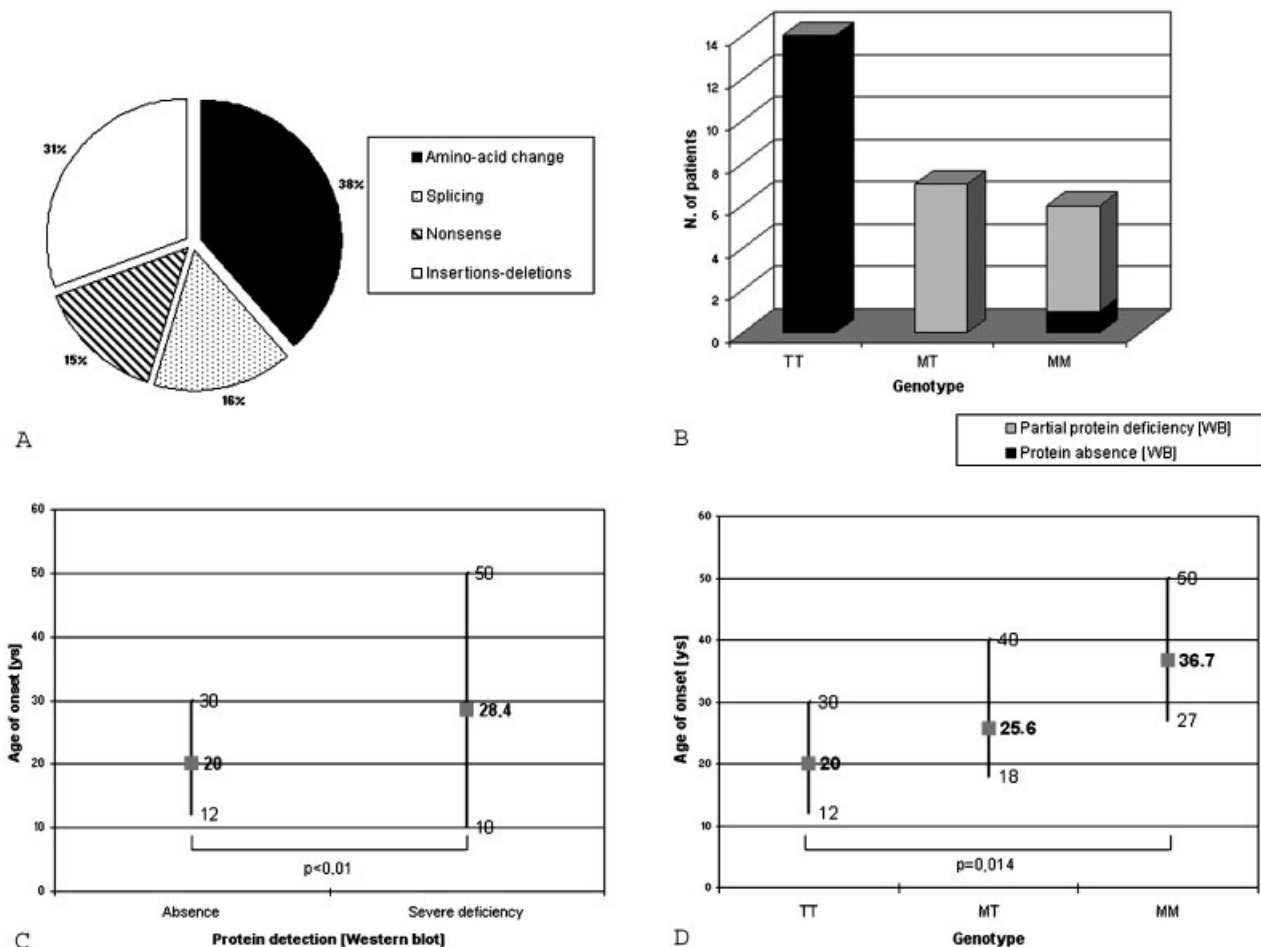 31%
38%
15%
16%
Amino-acid change
Splicing
Nonsense
Insertions-deletions
A
N. of patients
14
12
10
8
6
4
2
0
TT MT MM
Genotype
B
Partial protein deficiency [WB]
Protein absence [WB]
Age of onset [ys]
60
50
40
30
20
10
0
30
20
12
50
28.4
10
p<0.01
Absence Severe deficiency
C
Protein detection [Western blot]
Age of onset [ys]
60
50
40
30
20
10
0
30
20
12
40
25.6
18
50
36.7
27
p=0,014
TT MT MM
D
Genotype